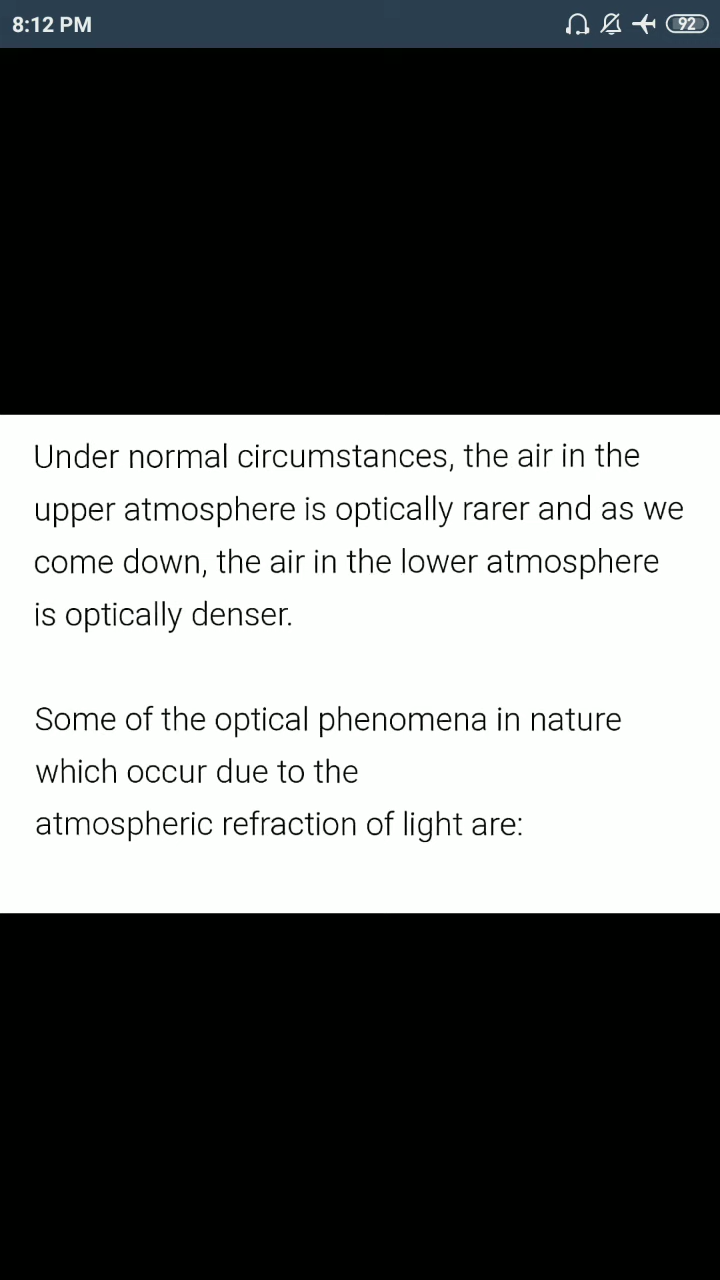 8:12 PM
92
Under normal circumstances, the air in the
upper atmosphere is optically rarer and as we
come down, the air in the lower atmosphere
is optically denser.
Some of the optical phenomena in nature
which occur due to the
atmospheric refraction of light are: